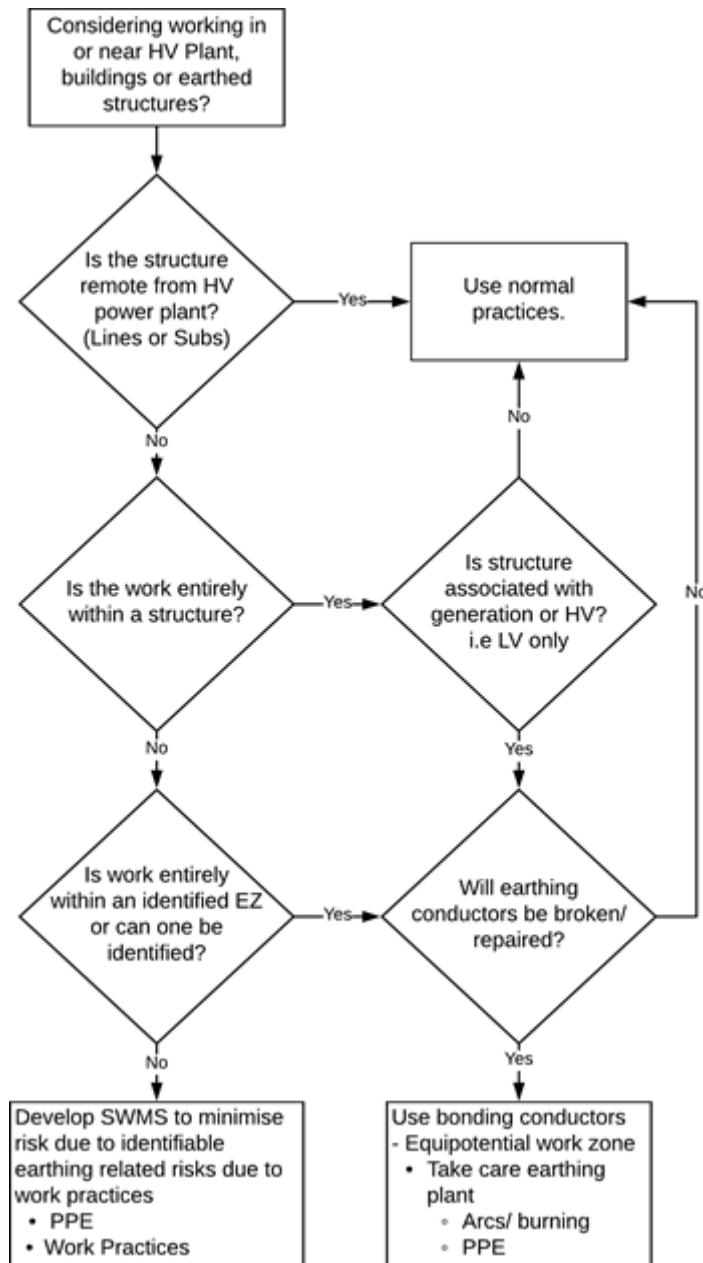 Considering working in
or near HV Plant,
buildings or earthed
structures?
Is the structure
remote from HV
power plant?
(Lines or Subs)
Yes
Use normal
practices.
No
No
Is the work entirely
within a structure?
Yes
Is structure
associated with
generation or HV?
i.e LV only
No
No
Yes
Is work entirely
within an identified EZ
or can one be
identified?
Yes
Will earthing
conductors be broken/
repaired?
No
Yes
Develop SWMS to minimise
risk due to identifiable
earthing related risks due to
work practices
• PPE
• Work Practices
Use bonding conductors
- Equipotential work zone
• Take care earthing
plant
◦ Arcs/ burning
◦ PPE